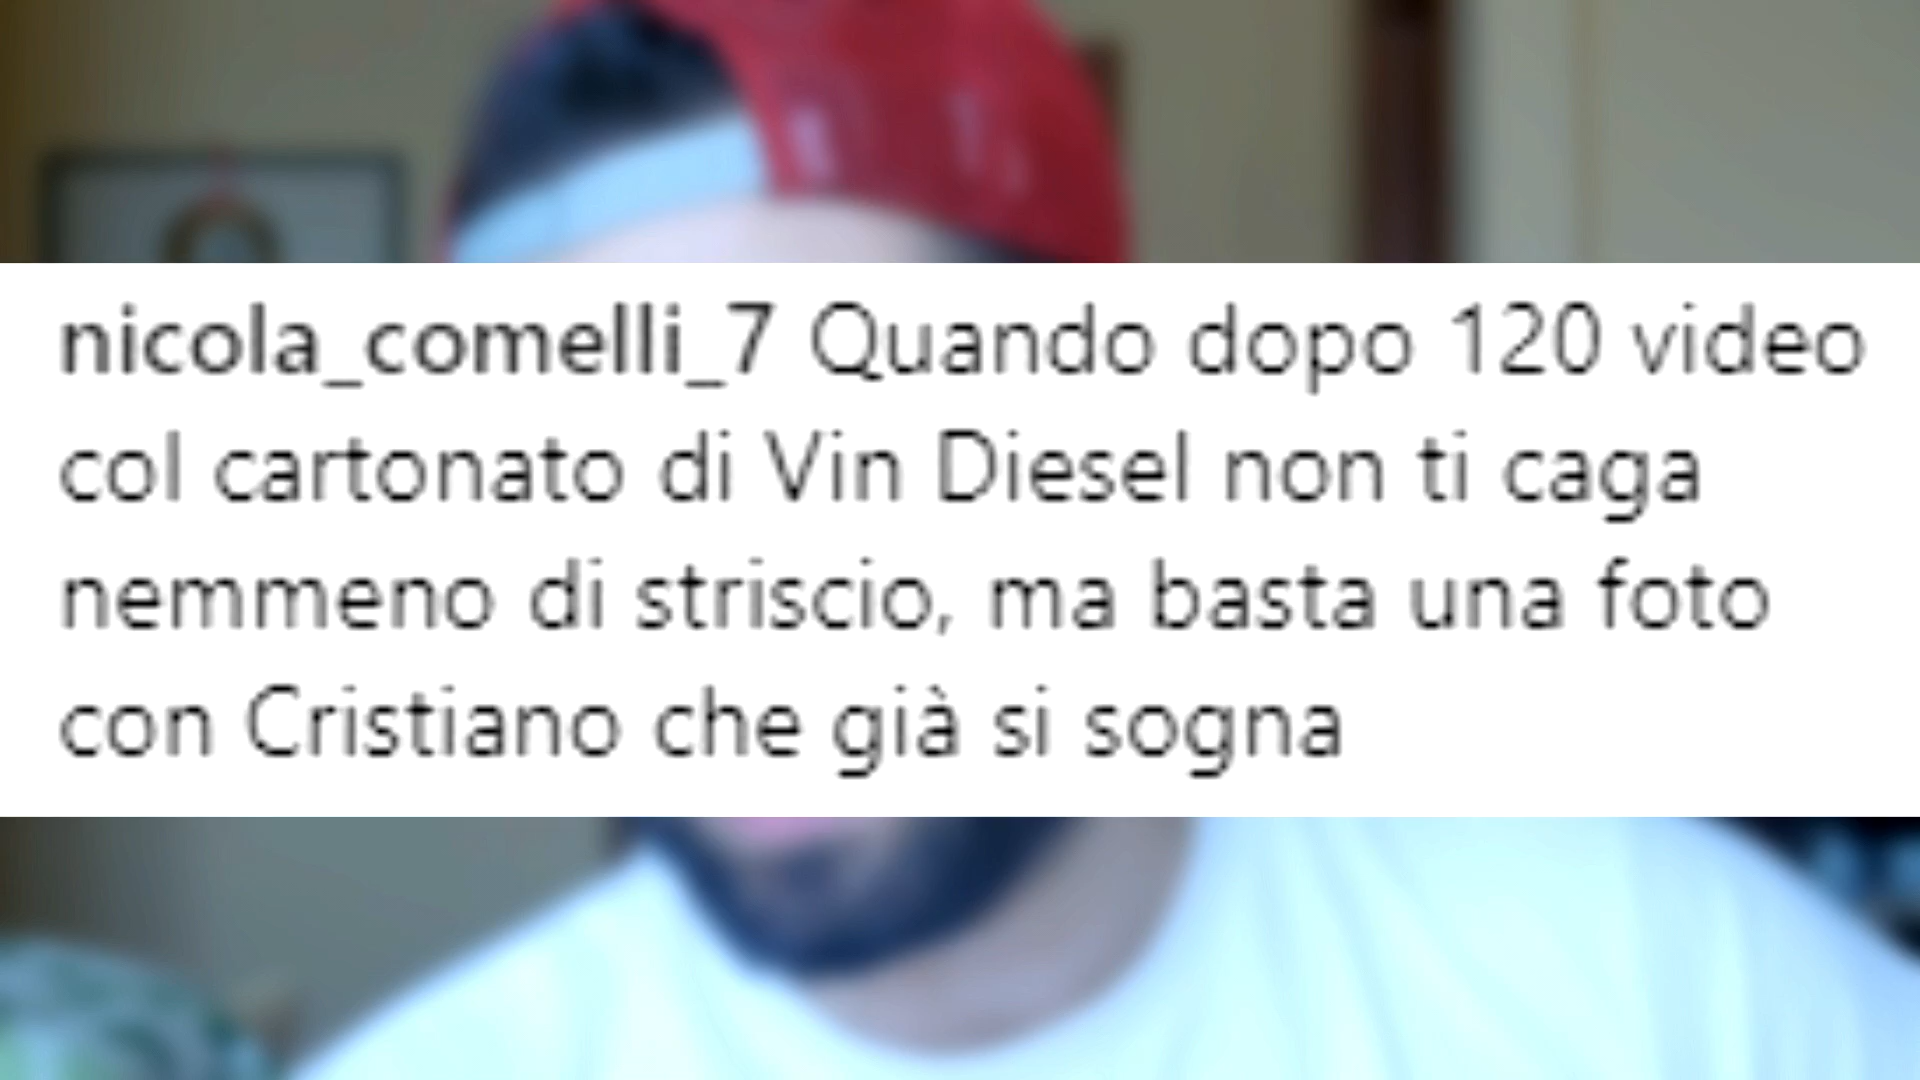 nicola_comelli_7 Quando dopo 120 video
col cartonato di Vin Diesel non ti caga
nemmeno di striscio, ma basta una foto
con Cristiano che già si sogna